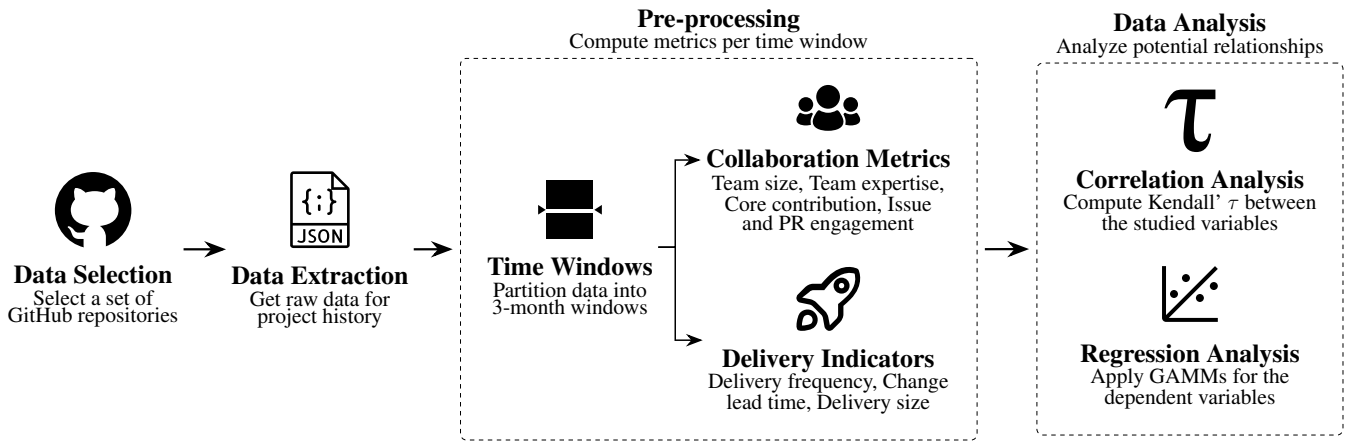 Data Selection
Select a set of
GitHub repositories
{;}
JSON
Data Extraction
Get raw data for
project history
Pre-processing
Compute metrics per time window
Time Windows
Partition data into
3-month windows
Collaboration Metrics
Team size, Team expertise,
Core contribution, Issue
and PR engagement
Delivery Indicators
Delivery frequency, Change
lead time, Delivery size
Data Analysis
Analyze potential relationships
τ
Correlation Analysis
Compute Kendall' τ between
the studied variables
Regression Analysis
Apply GAMMs for the
dependent variables